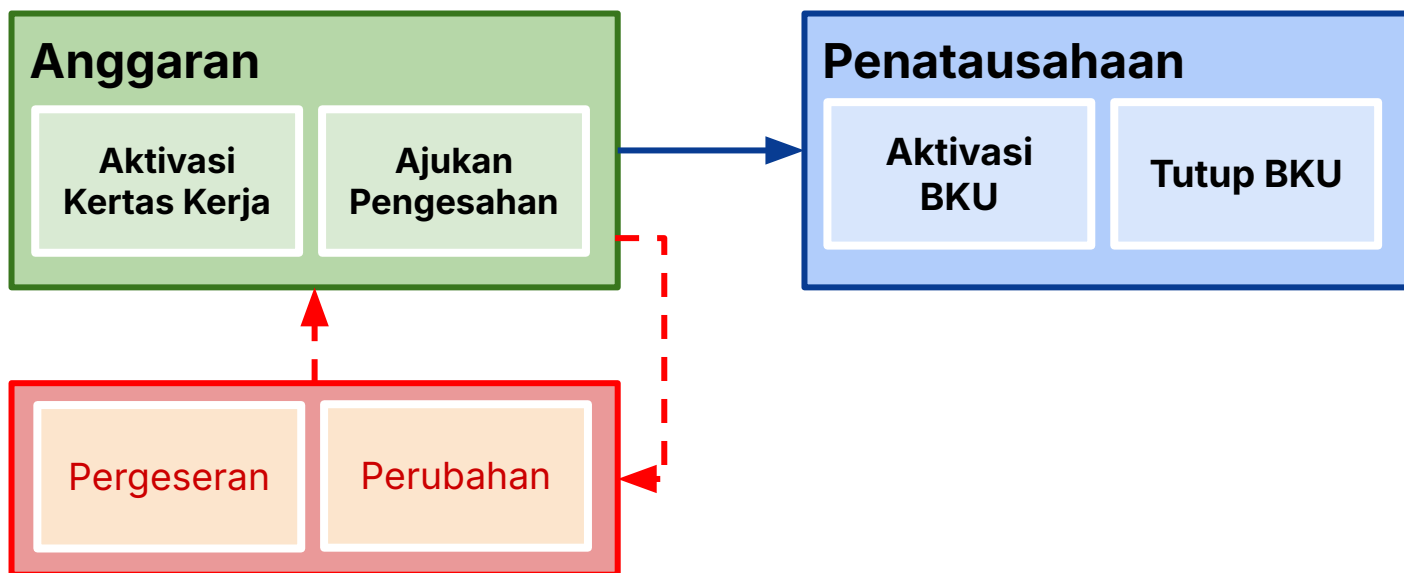 Anggaran
Aktivasi
Kertas Kerja
Ajukan
Pengesahan
Penatausahaan
Aktivasi
BKU
Tutup BKU
Pergeseran
Perubahan